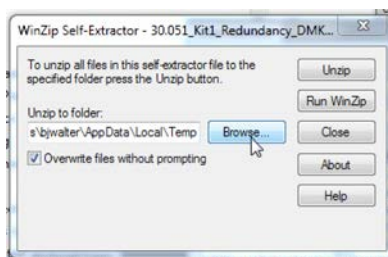 WinZip Self-Extractor - 30.051_Kit1_Redundancy_DMK...
To unzip all files in this self-extractor file to the
specified folder press the Unzip button.
Unzip to folder:
s\bjwalter\AppData\Local\Temp
Browse...
Overwrite files without prompting
Unzip
Run WinZip
Close
About
Help